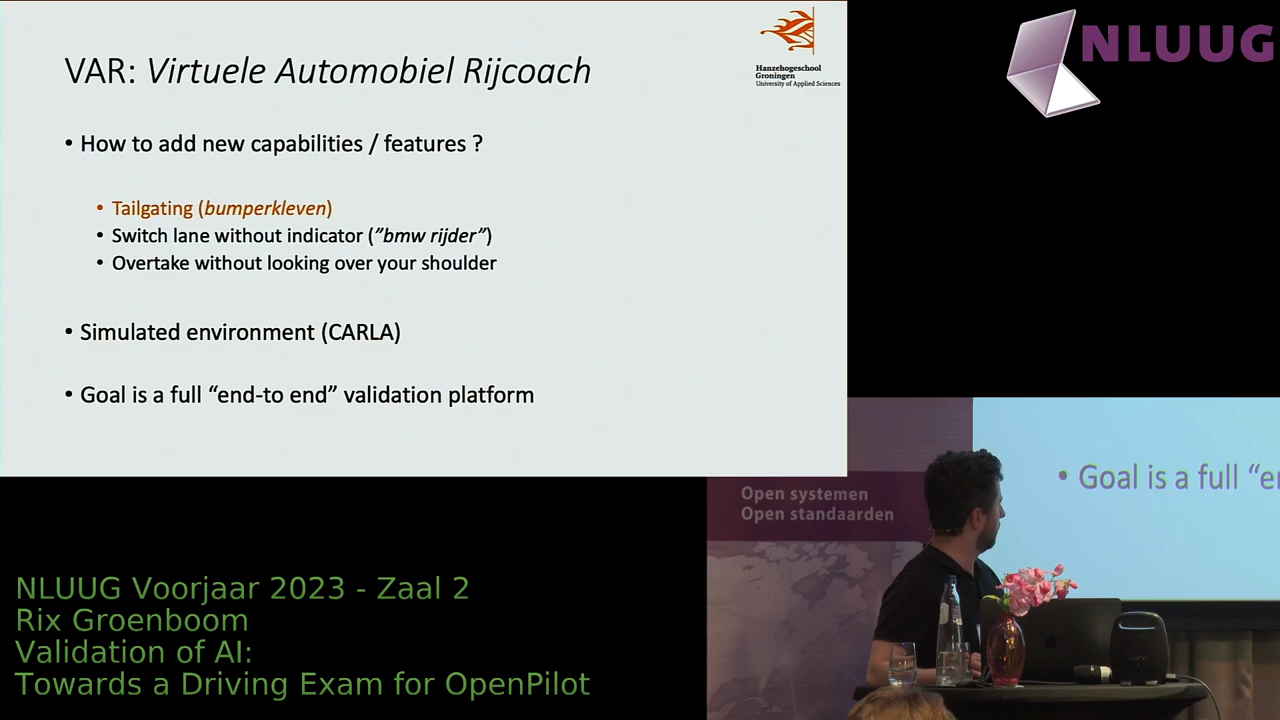 VAR: Virtuele Automobiel Rijcoach
Hanzehogeschool
Groningen
University of Applied Sciences
NLUUG
• How to add new capabilities / features ?
• Tailgating (bumperkleven)
• Switch lane without indicator (”bmw rijder”)
• Overtake without looking over your shoulder
• Simulated environment (CARLA)
• Goal is a full “end-to end” validation platform
Open systemen
Open standaarden
• Goal is a full “e
NLUUG Voorjaar 2023 - Zaal 2
Rix Groenboom
Validation of AI:
Towards a Driving Exam for OpenPilot